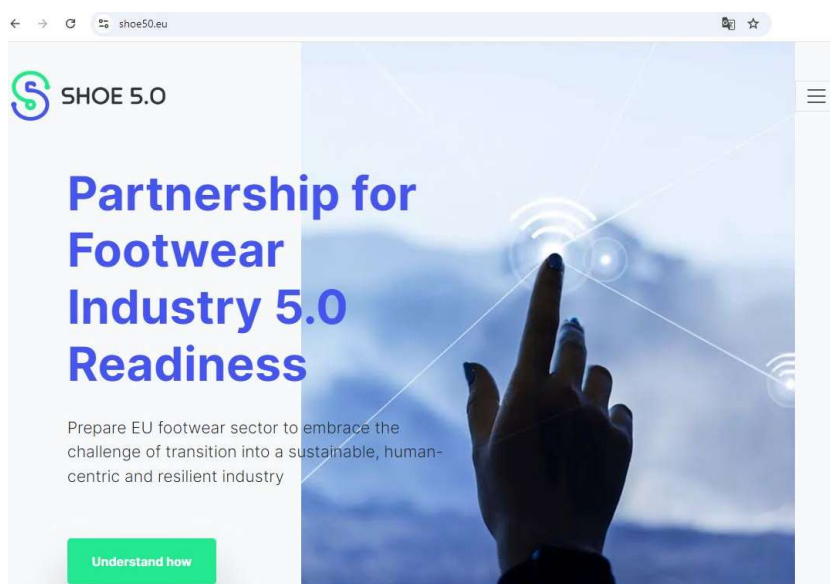 shoe50.eu
SHOE 5.0
Partnership for
Footwear
Industry 5.0
Readiness
Prepare EU footwear sector to embrace the
challenge of transition into a sustainable, human-
centric and resilient industry
Understand how